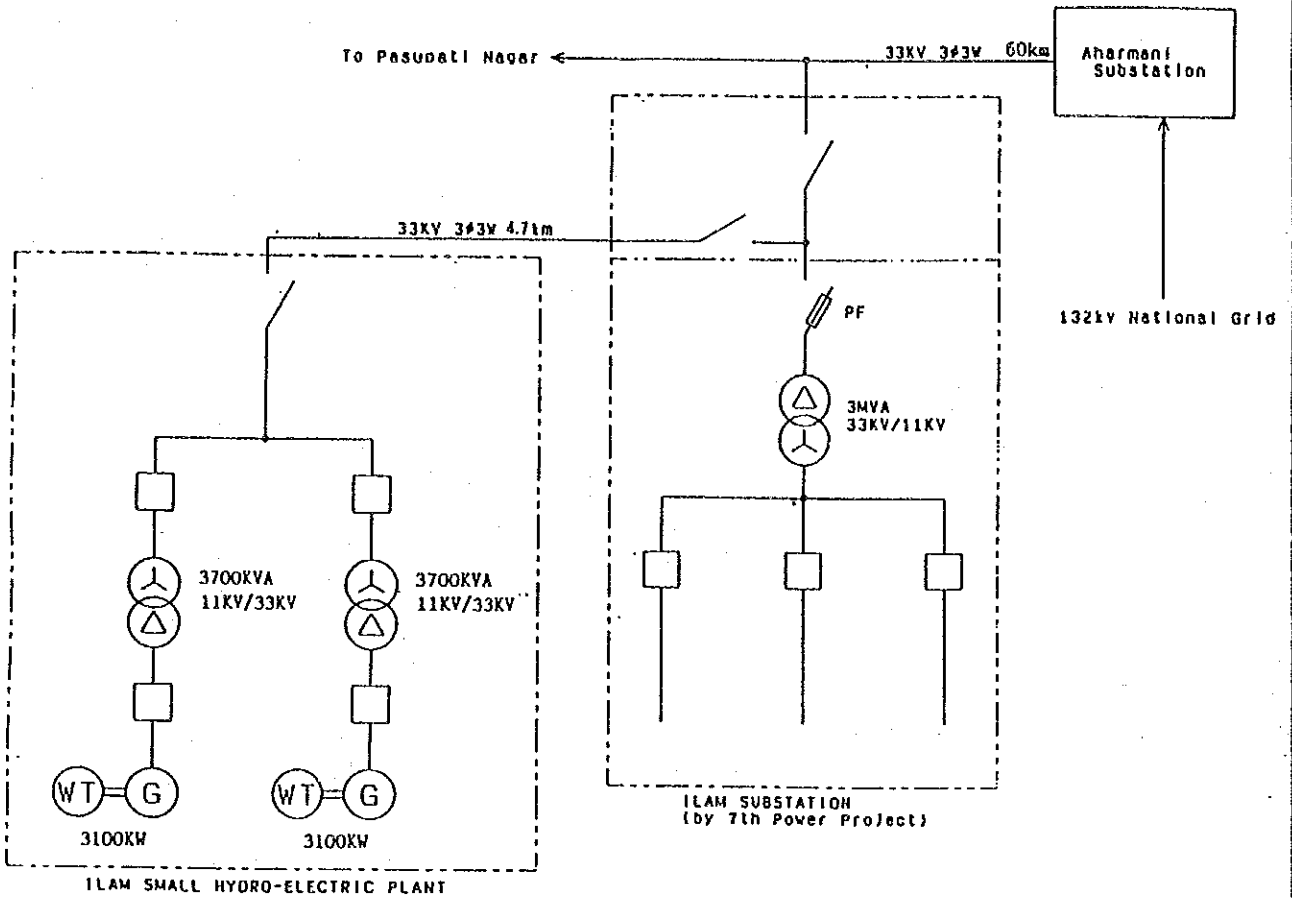 To Pasupati Nagar
33KV 3φ3W 60km
Aharmani
Substation
33KV 3φ3W 4.7km
PF
132kv National Grid
3MVA
33KV/11KV
3700KVA
11KV/33KV
3700KVA
11KV/33KV
WT
G
WT
G
3100KW
3100KW
ILAM SUBSTATION
(by 7th Power Project)
ILAM SMALL HYDRO-ELECTRIC PLANT